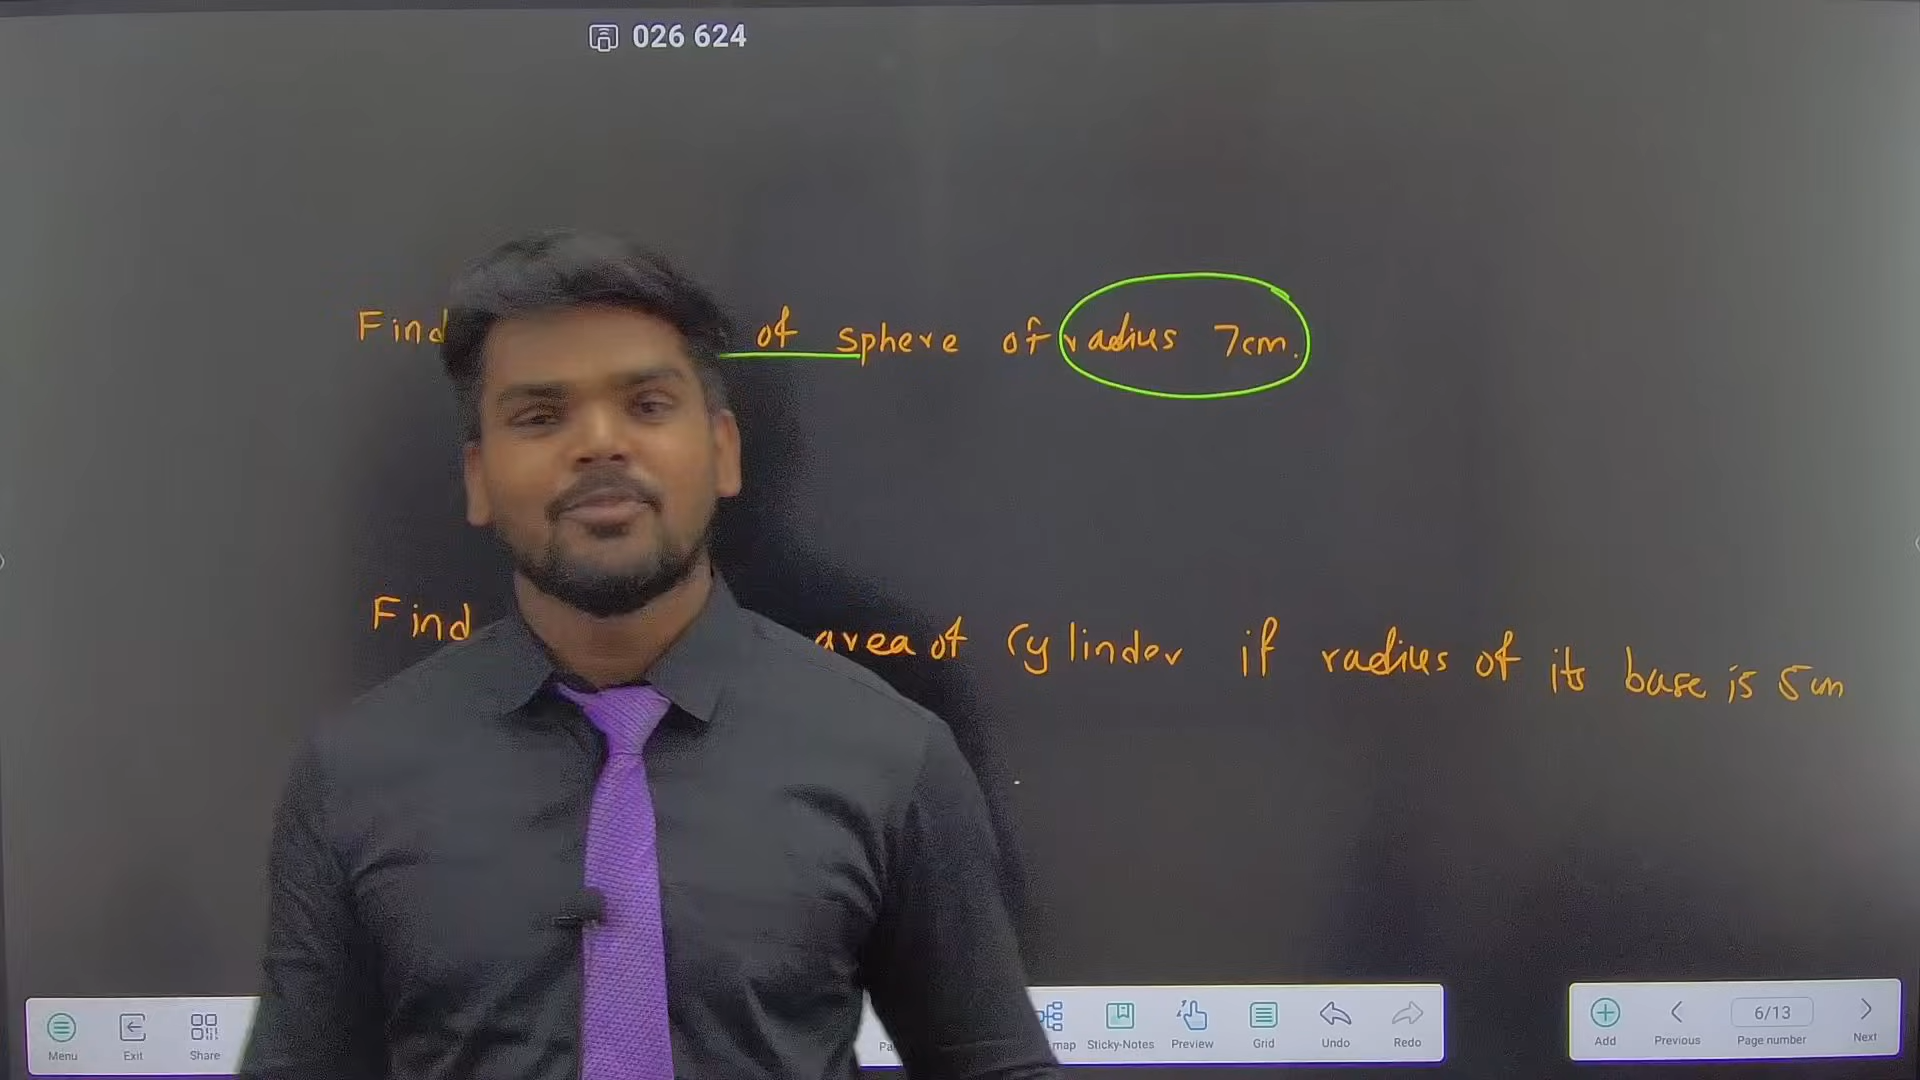 026 624
Find of sphere of radius 7cm.
Find area of cylinder if radius of its base is 5cm
Menu Exit Share map Sticky-Notes Preview Grid Undo Redo Add Previous 6/13 Page number Next